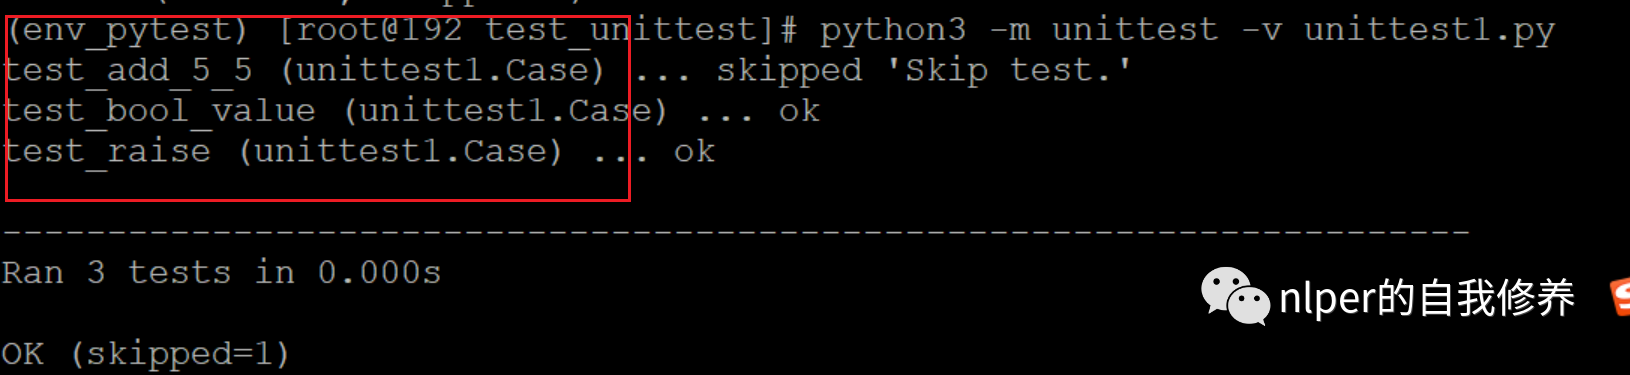 (env_pytest) [root@192 test_unittest]# python3 -m unittest -v unittest1.py
test_add_5_5 (unittest1.Case) ... skipped 'Skip test.'
test_bool_value (unittest1.Case) ... ok
test_raise (unittest1.Case) ... ok
----------------------------------------------------------------------
Ran 3 tests in 0.000s
nlper的自我修养
OK (skipped=1)